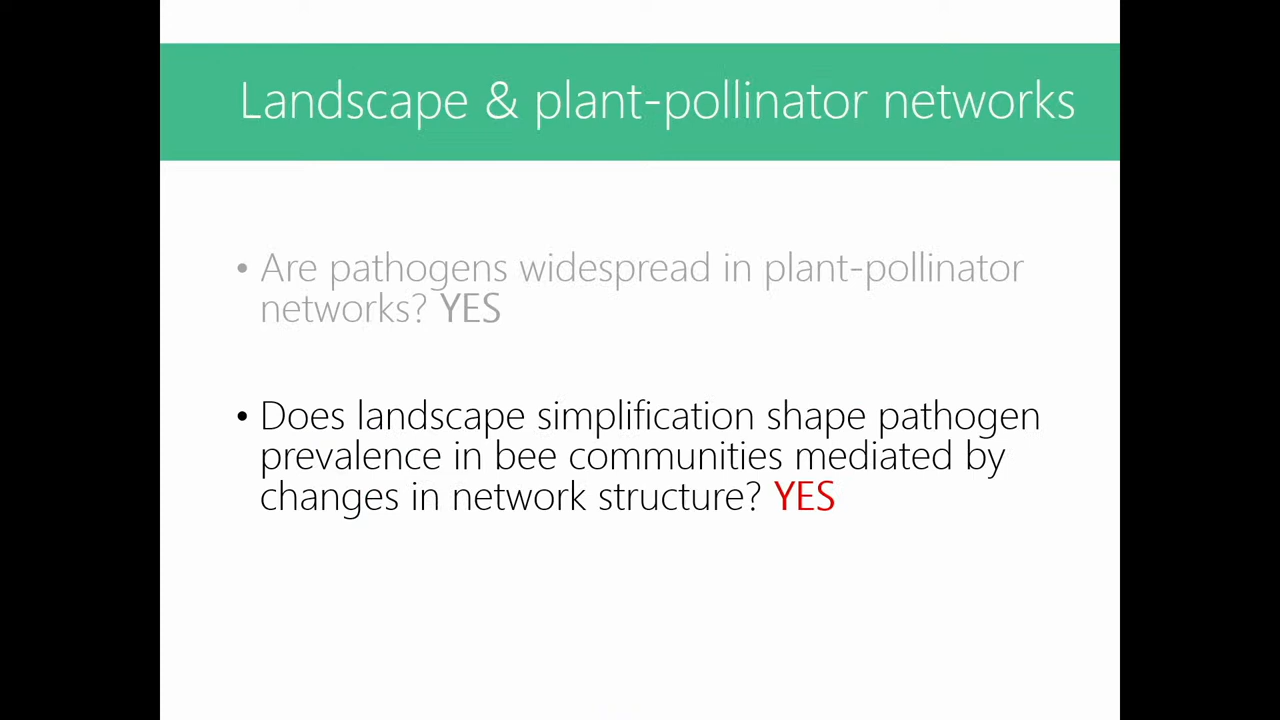 Landscape & plant-pollinator networks
• Are pathogens widespread in plant-pollinator
networks? YES
• Does landscape simplification shape pathogen
prevalence in bee communities mediated by
changes in network structure? YES